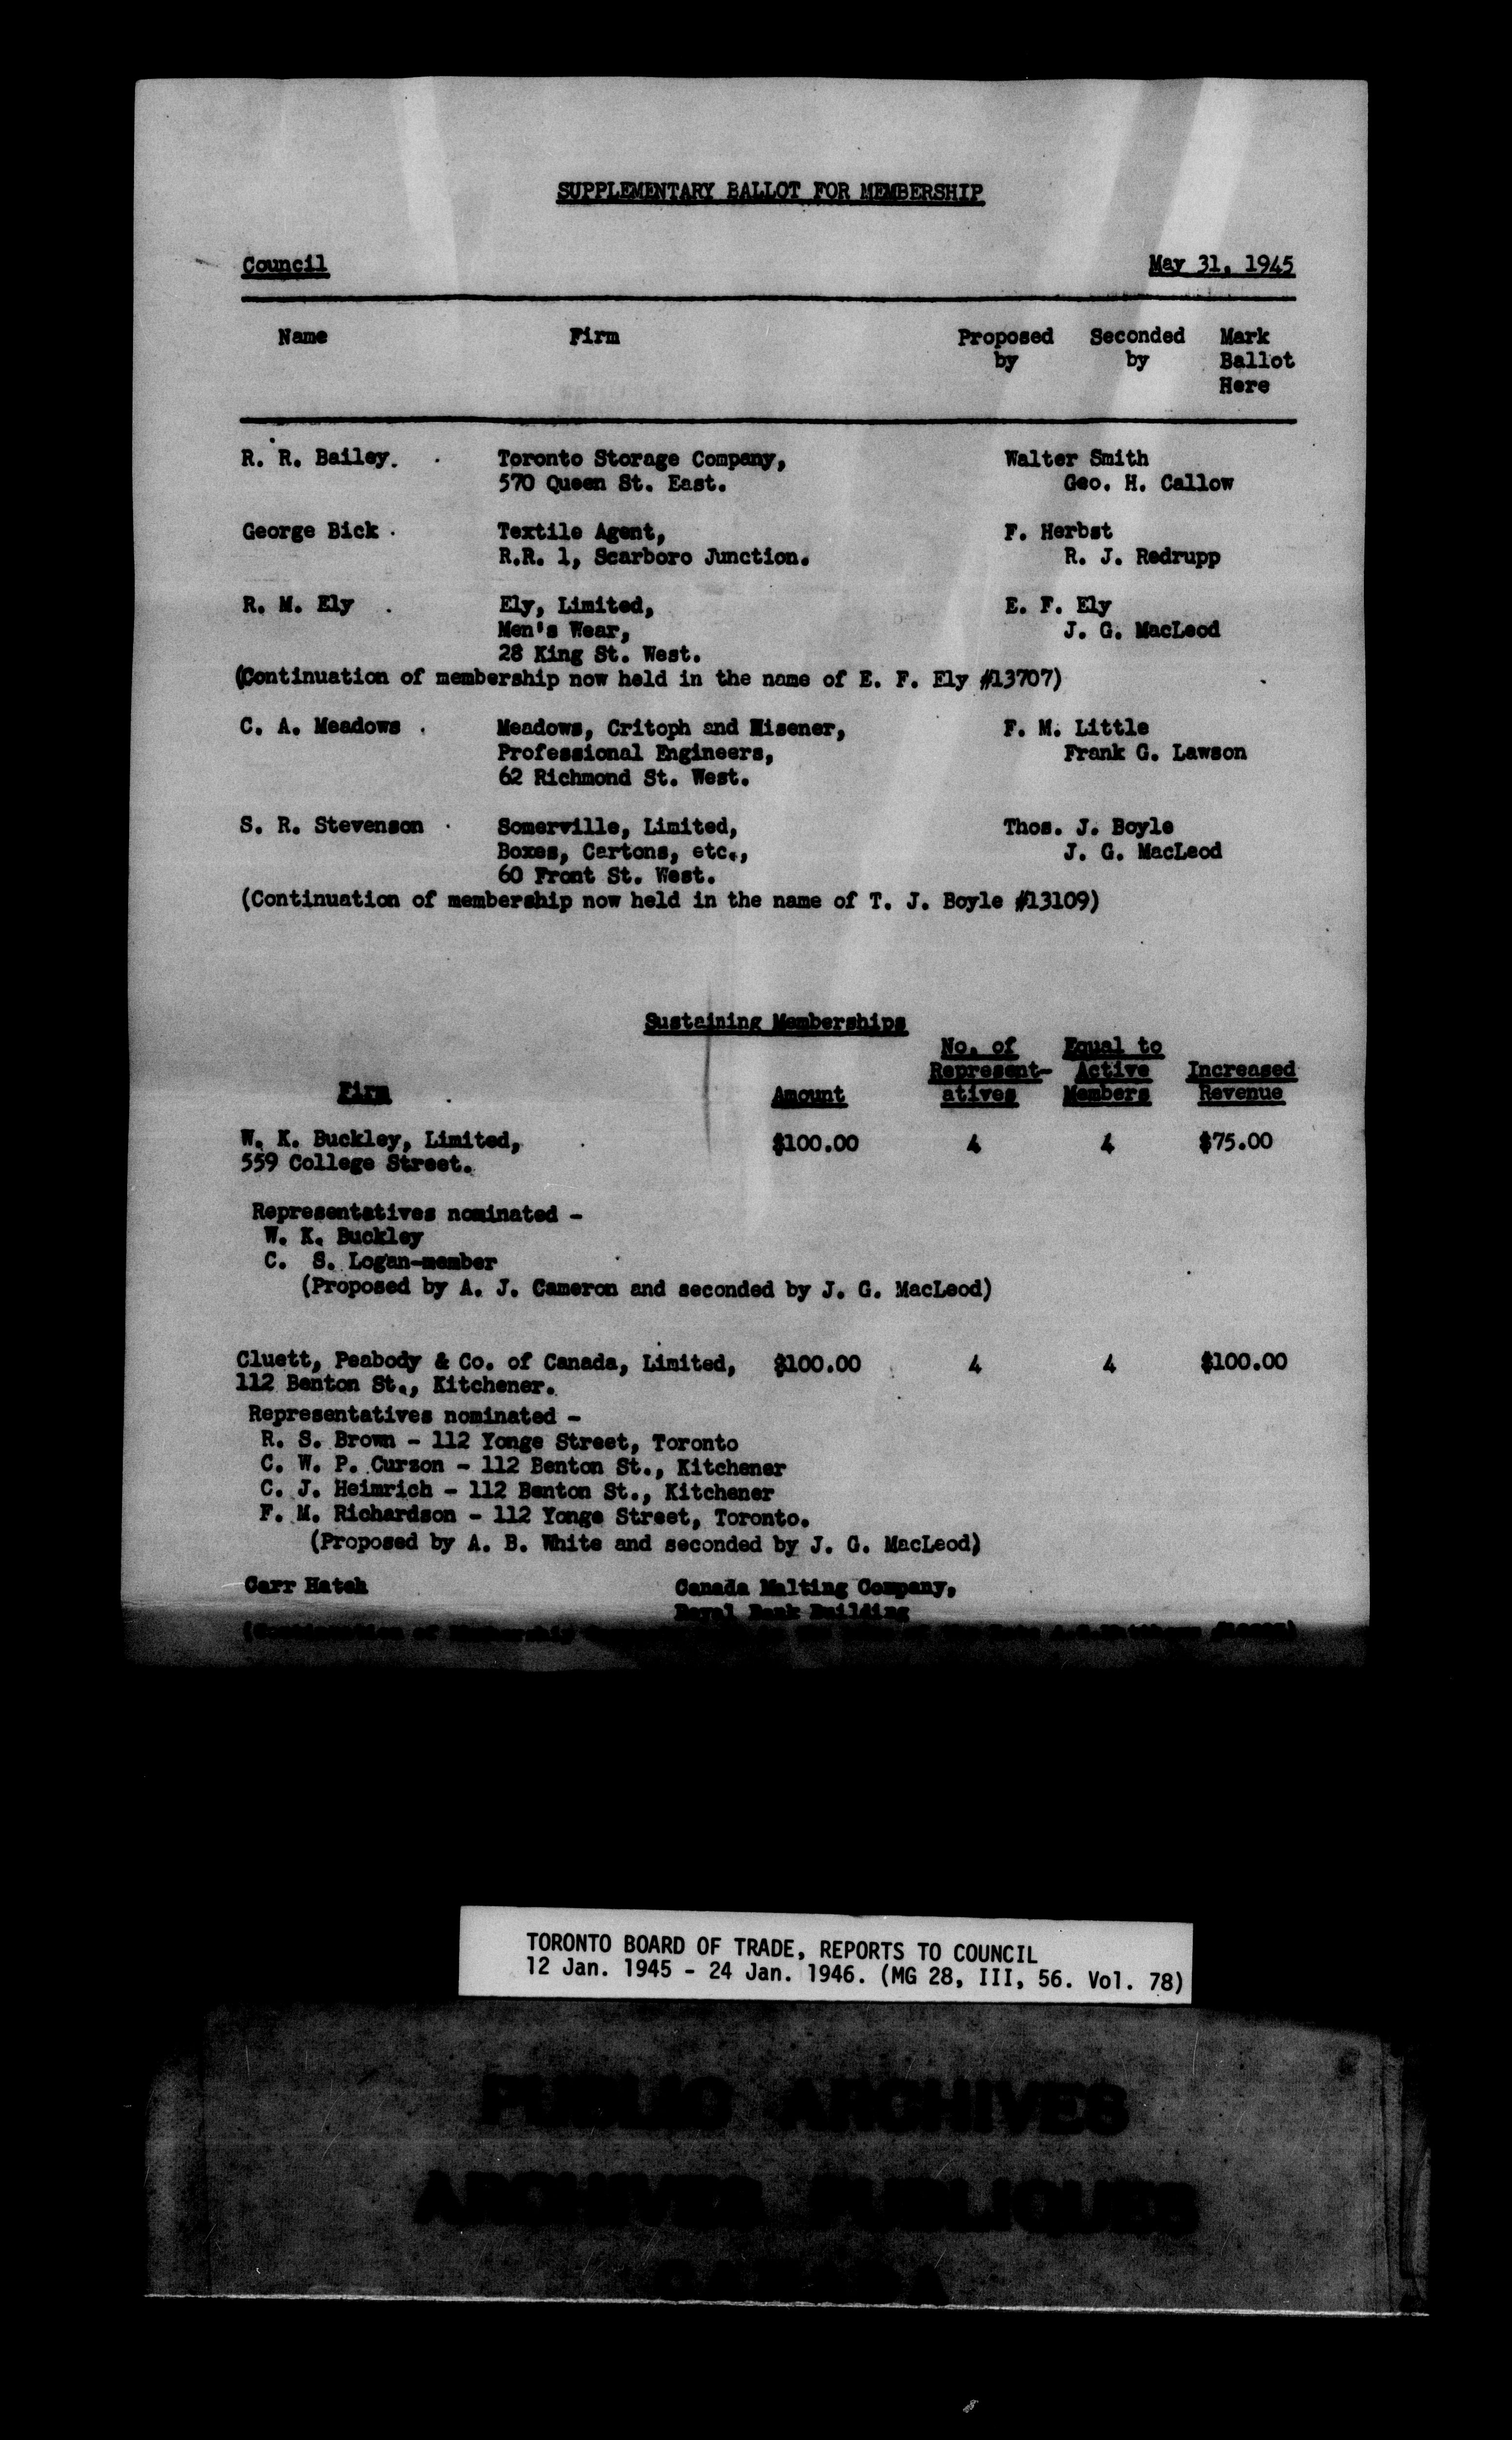 SUPPLEMENTARY BALLOT FOR MEMBERSHIP
Council May 31, 1945
Name Firm Proposed Seconded Mark
by by Ballot
Here
R. R. Bailey. Toronto Storage Company, Walter Smith
570 Queen St. East. Geo. H. Callow
George Bick Textile Agent, F. Herbst
R.R. 1, Scarboro Junction. R. J. Redrupp
R. M. Ely Ely, Limited, E. F. Ely
Men's Wear, J. G. MacLeod
28 King St. West.
(Continuation of membership now held in the name of E. F. Ely #13707)
C. A. Meadows Meadows, Critoph and Misener, F. M. Little
Professional Engineers, Frank G. Lawson
62 Richmond St. West.
S. R. Stevenson Somerville, Limited, Thos. J. Boyle
Boxes, Cartons, etc., J. G. MacLeod
60 Front St. West.
(Continuation of membership now held in the name of T. J. Boyle #13109)
Sustaining Memberships
No. of Equal to
Represent- Active Increased
Firm Amount atives Members Revenue
W. K. Buckley, Limited, $100.00 4 4 $75.00
559 College Street.
Representatives nominated -
W. K. Buckley
C. S. Logan-member
(Proposed by A. J. Cameron and seconded by J. G. MacLeod)
Cluett, Peabody & Co. of Canada, Limited, $100.00 4 4 $100.00
112 Benton St., Kitchener.
Representatives nominated -
R. S. Brown - 112 Yonge Street, Toronto
C. W. P. Curson - 112 Benton St., Kitchener
C. J. Heimrich - 112 Benton St., Kitchener
F. M. Richardson - 112 Yonge Street, Toronto.
(Proposed by A. B. White and seconded by J. G. MacLeod)
Carr Hatch Canada Malting Company,
Royal Bank Building
(Continuation of Membership
TORONTO BOARD OF TRADE, REPORTS TO COUNCIL
12 Jan. 1945 - 24 Jan. 1946. (MG 28, III, 56. Vol. 78)
PUBLIC ARCHIVES
ARCHIVES PUBLIQUES
CANADA